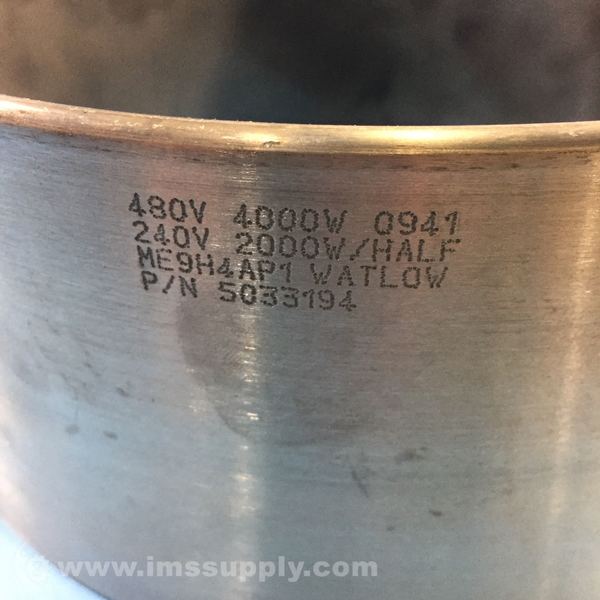 480V 4000W 0941
240V 2000W/HALF
ME9H4AP1 WATLOW
P/N 5033194
www.imssupply.com